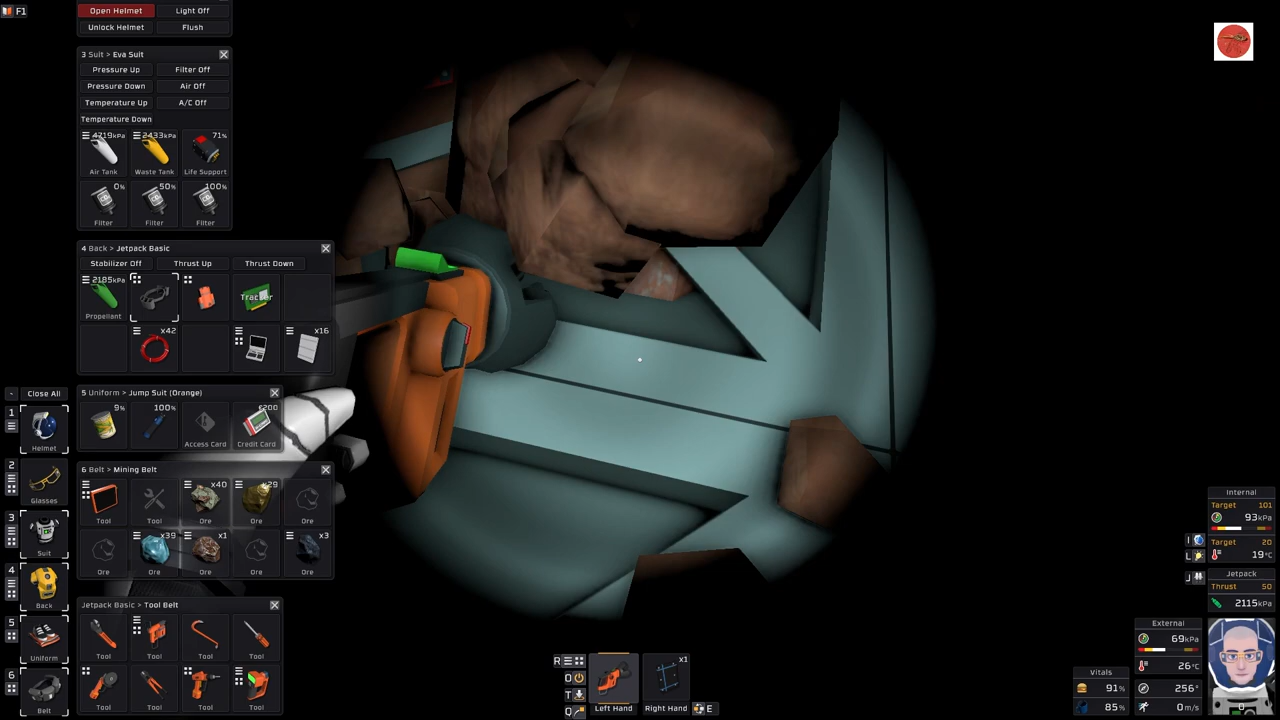 F1
Open Helmet Light Off
Unlock Helmet Flush
3 Suit > Eva Suit
Pressure Up Filter Off
Pressure Down Air Off
Temperature Up A/C Off
Temperature Down
4719kPa 2433kPa 71%
Air Tank Waste Tank Life Support
0% 50% 100%
Filter Filter Filter
4 Back > Jetpack Basic
Stabilizer Off Thrust Up Thrust Down
2185kPa
Tracker
Propellant
x42 x16
5 Uniform > Jump Suit (Orange)
- Close All
9% 100% €200
Access Card Credit Card
1 Helmet
6 Belt > Mining Belt
x40 x29
Tool Tool Ore Ore Ore
2 Glasses
x39 x1 x3
Ore Ore Ore Ore Ore
3 Suit
4 Back
Jetpack Basic > Tool Belt
Tool Tool Tool Tool
5 Uniform
Tool Tool Tool Tool
6 Belt
R
O
T
Q
Left Hand
x1
Right Hand
E
Internal
Target 101
93kPa
Target 20
19°C
I
L
J
Jetpack
Thrust 50
2115kPa
External
69kPa
26°C
256°
0m/s
Vitals
91%
85%
0